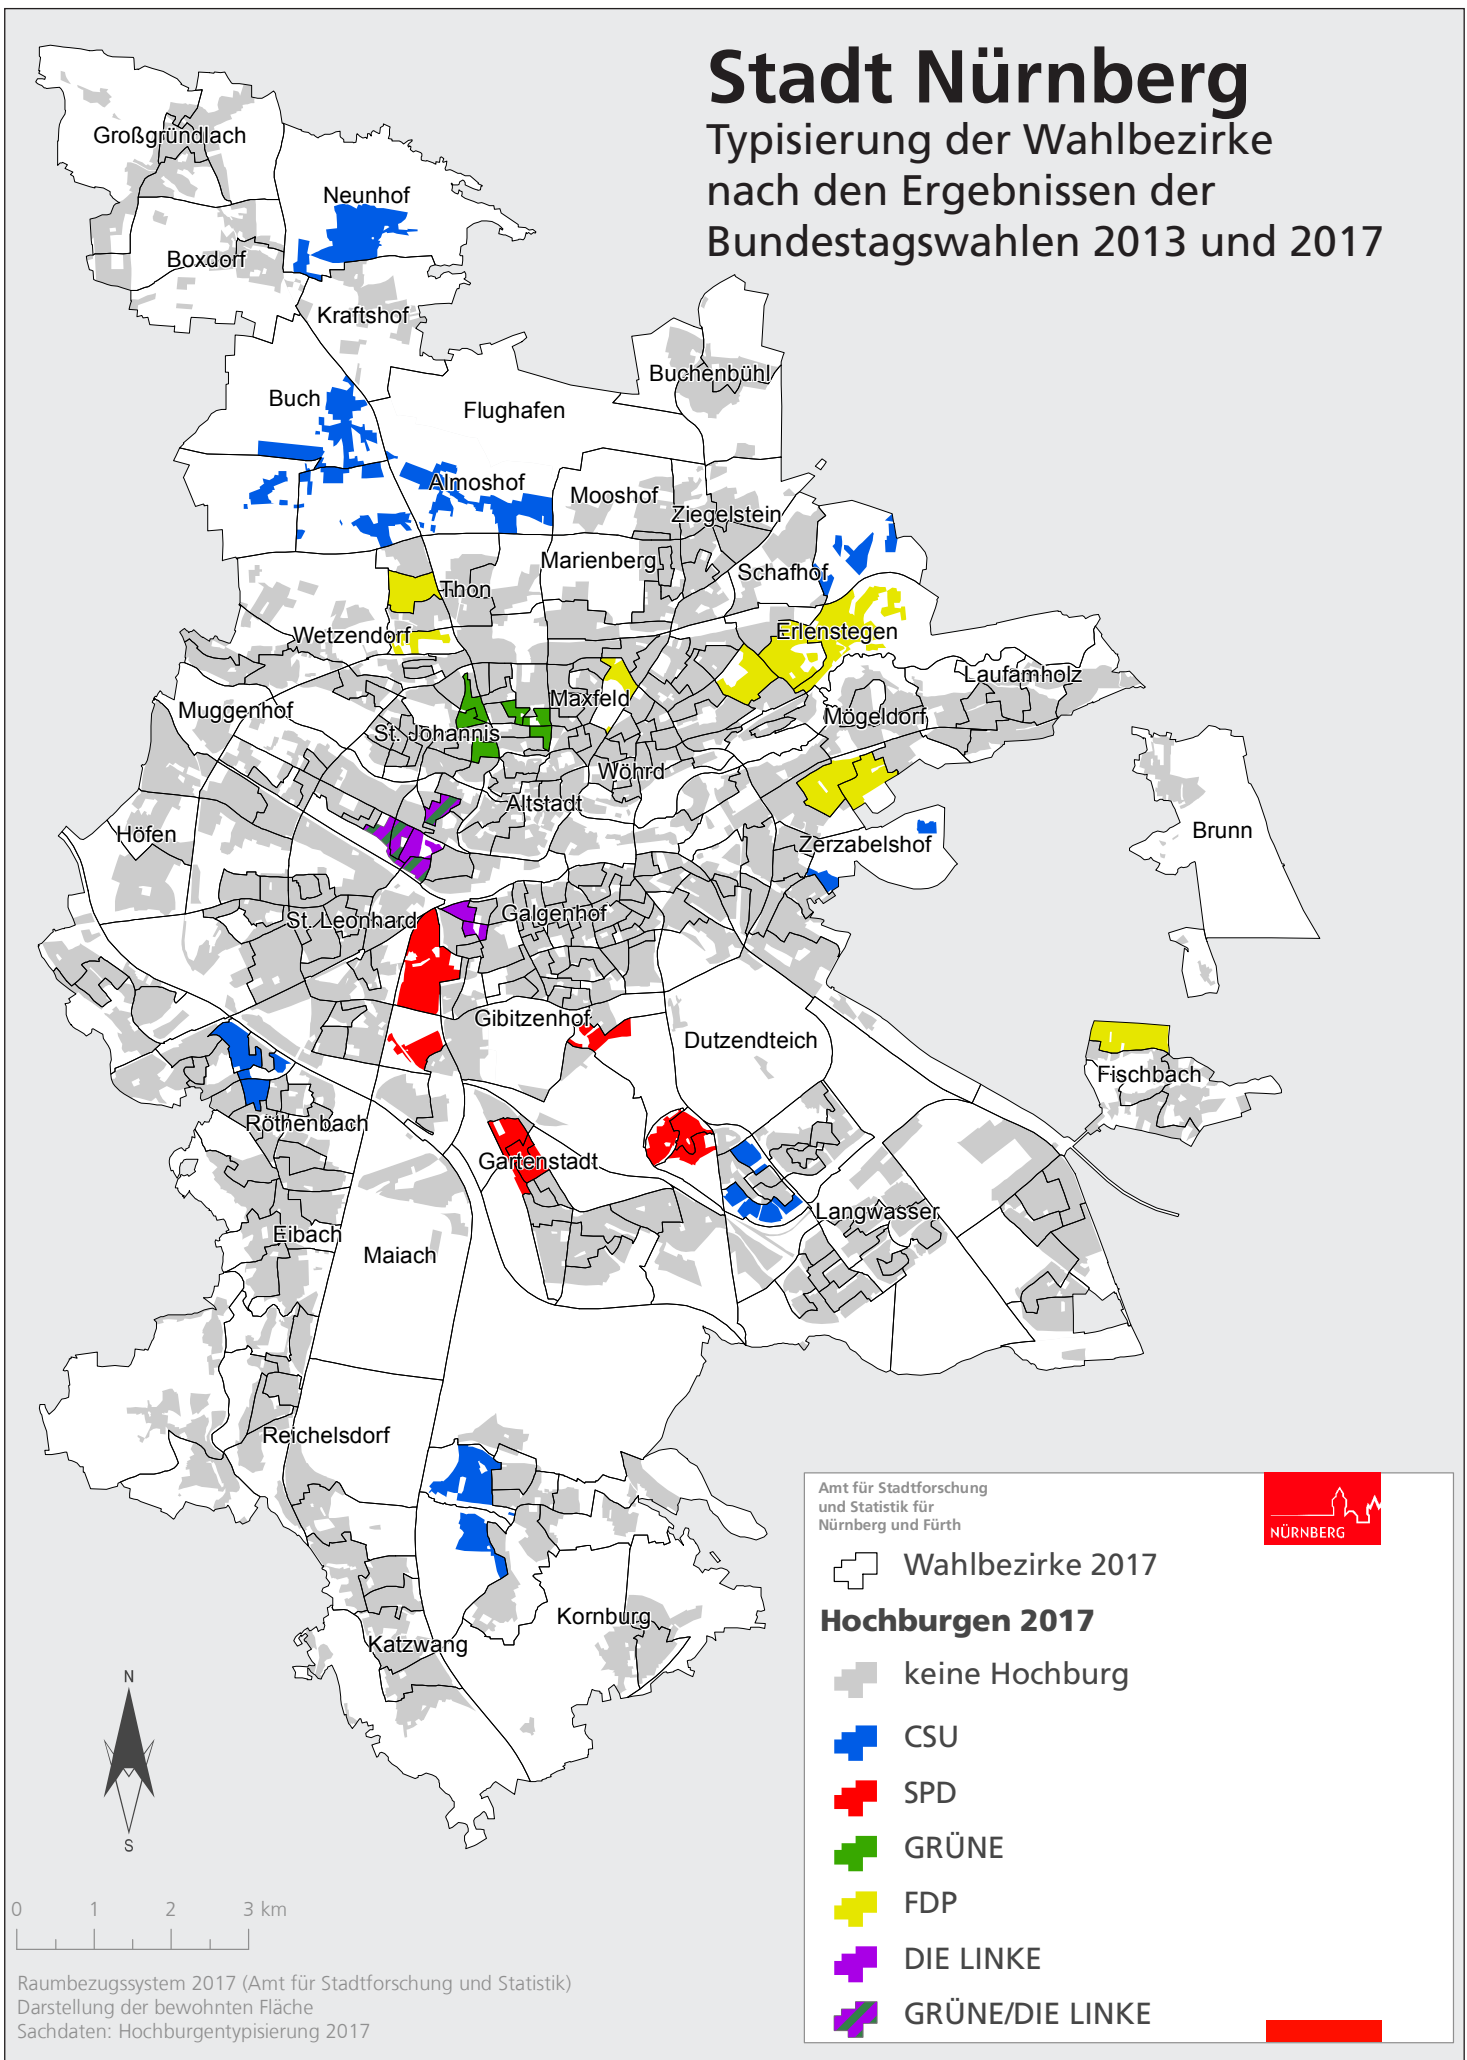 Stadt Nürnberg
Typisierung der Wahlbezirke
nach den Ergebnissen der
Bundestagswahlen 2013 und 2017
Großgründlach
Neunhof
Boxdorf
Kraftshof
Buchenbühl
Buch
Flughafen
Almoshof
Mooshof
Ziegelstein
Marienberg
Schafhof
Thon
Wetzendorf
Erlenstegen
Laufamholz
Muggenhof
Maxfeld
Mögeldorf
St. Johannis
Wöhrd
Altstadt
Höfen
Zerzabelshof
Brunn
St. Leonhard
Galgenhof
Gibitzenhof
Dutzendteich
Fischbach
Röthenbach
Gartenstadt
Langwasser
Eibach
Maiach
Reichelsdorf
Kornburg
Katzwang
Amt für Stadtforschung
und Statistik für
Nürnberg und Fürth
NÜRNBERG
Wahlbezirke 2017
Hochburgen 2017
keine Hochburg
CSU
SPD
GRÜNE
FDP
DIE LINKE
GRÜNE/DIE LINKE
N
S
0 1 2 3 km
Raumbezugssystem 2017 (Amt für Stadtforschung und Statistik)
Darstellung der bewohnten Fläche
Sachdaten: Hochburgentypisierung 2017